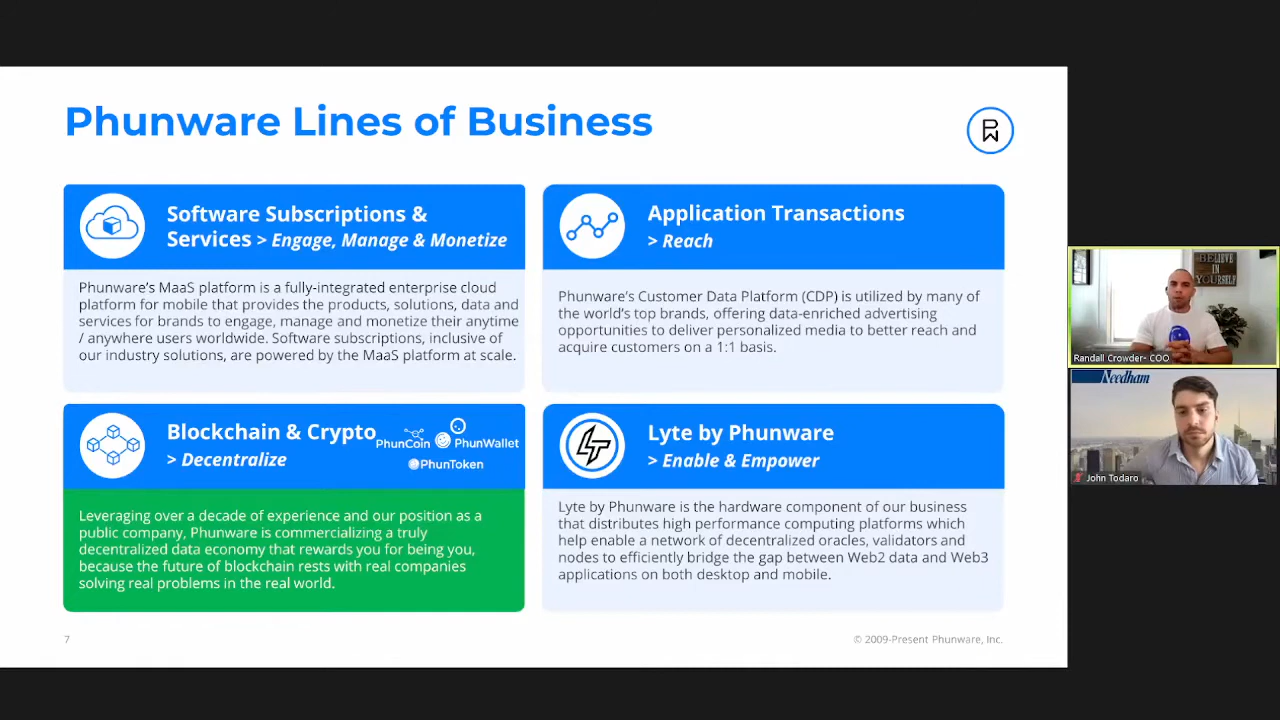 Phunware Lines of Business
Software Subscriptions &
Services > Engage, Manage & Monetize
Phunware's MaaS platform is a fully-integrated enterprise cloud
platform for mobile that provides the products, solutions, data and
services for brands to engage, manage and monetize their anytime
/ anywhere users worldwide. Software subscriptions, inclusive of
our industry solutions, are powered by the MaaS platform at scale.
Application Transactions
> Reach
Phunware's Customer Data Platform (CDP) is utilized by many of
the world's top brands, offering data-enriched advertising
opportunities to deliver personalized media to better reach and
acquire customers on a 1:1 basis.
Blockchain & Crypto
> Decentralize
PhunCoin
PhunWallet
PhunToken
Leveraging over a decade of experience and our position as a
public company, Phunware is commercializing a truly
decentralized data economy that rewards you for being you,
because the future of blockchain rests with real companies
solving real problems in the real world.
Lyte by Phunware
> Enable & Empower
Lyte by Phunware is the hardware component of our business
that distributes high performance computing platforms which
help enable a network of decentralized oracles, validators and
nodes to efficiently bridge the gap between Web2 data and Web3
applications on both desktop and mobile.
7
© 2009-Present Phunware, Inc.
BELIEVE
IN
YOURSELF
Randall Crowder- COO
Needham
John Todaro